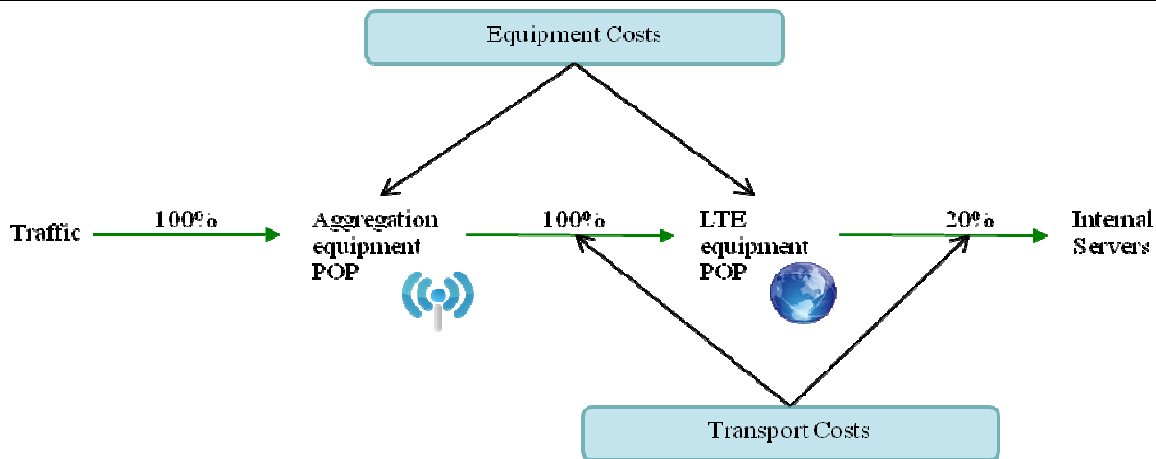 Equipment Costs
Traffic
100%
Aggregation
equipment
POP
100%
LTE
equipment
POP
20%
Internal
Servers
Transport Costs